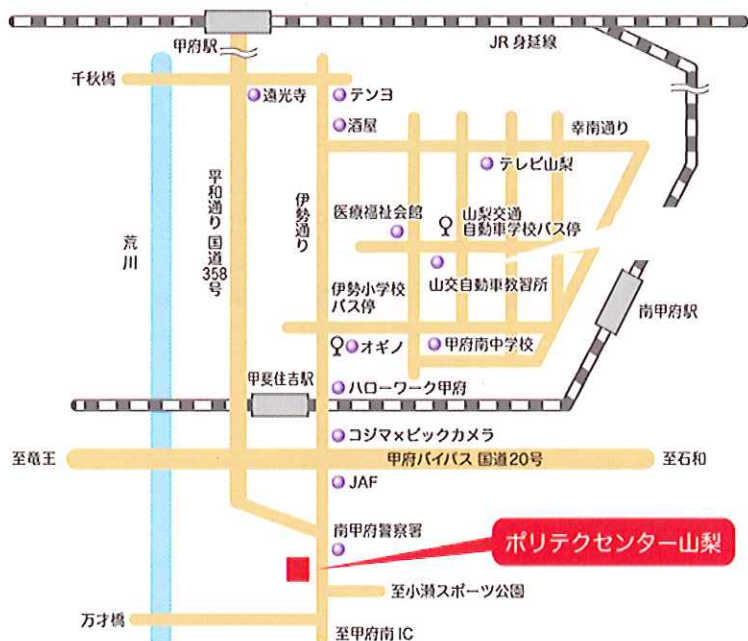 甲府駅
JR 身延線
千秋橋
遠光寺
テンヨ
酒屋
幸南通り
テレビ山梨
平和通り 国道
358
号
伊勢通り
荒川
医療福祉会館
山梨交通
自動車学校バス停
山交自動車教習所
伊勢小学校
バス停
南甲府駅
オギノ
甲府南中学校
甲斐住吉駅
ハローワーク甲府
コジマ×ビックカメラ
至竜王
甲府バイパス 国道20号
至石和
JAF
南甲府警察署
ポリテクセンター山梨
至小瀬スポーツ公園
万才橋
至甲府南 IC